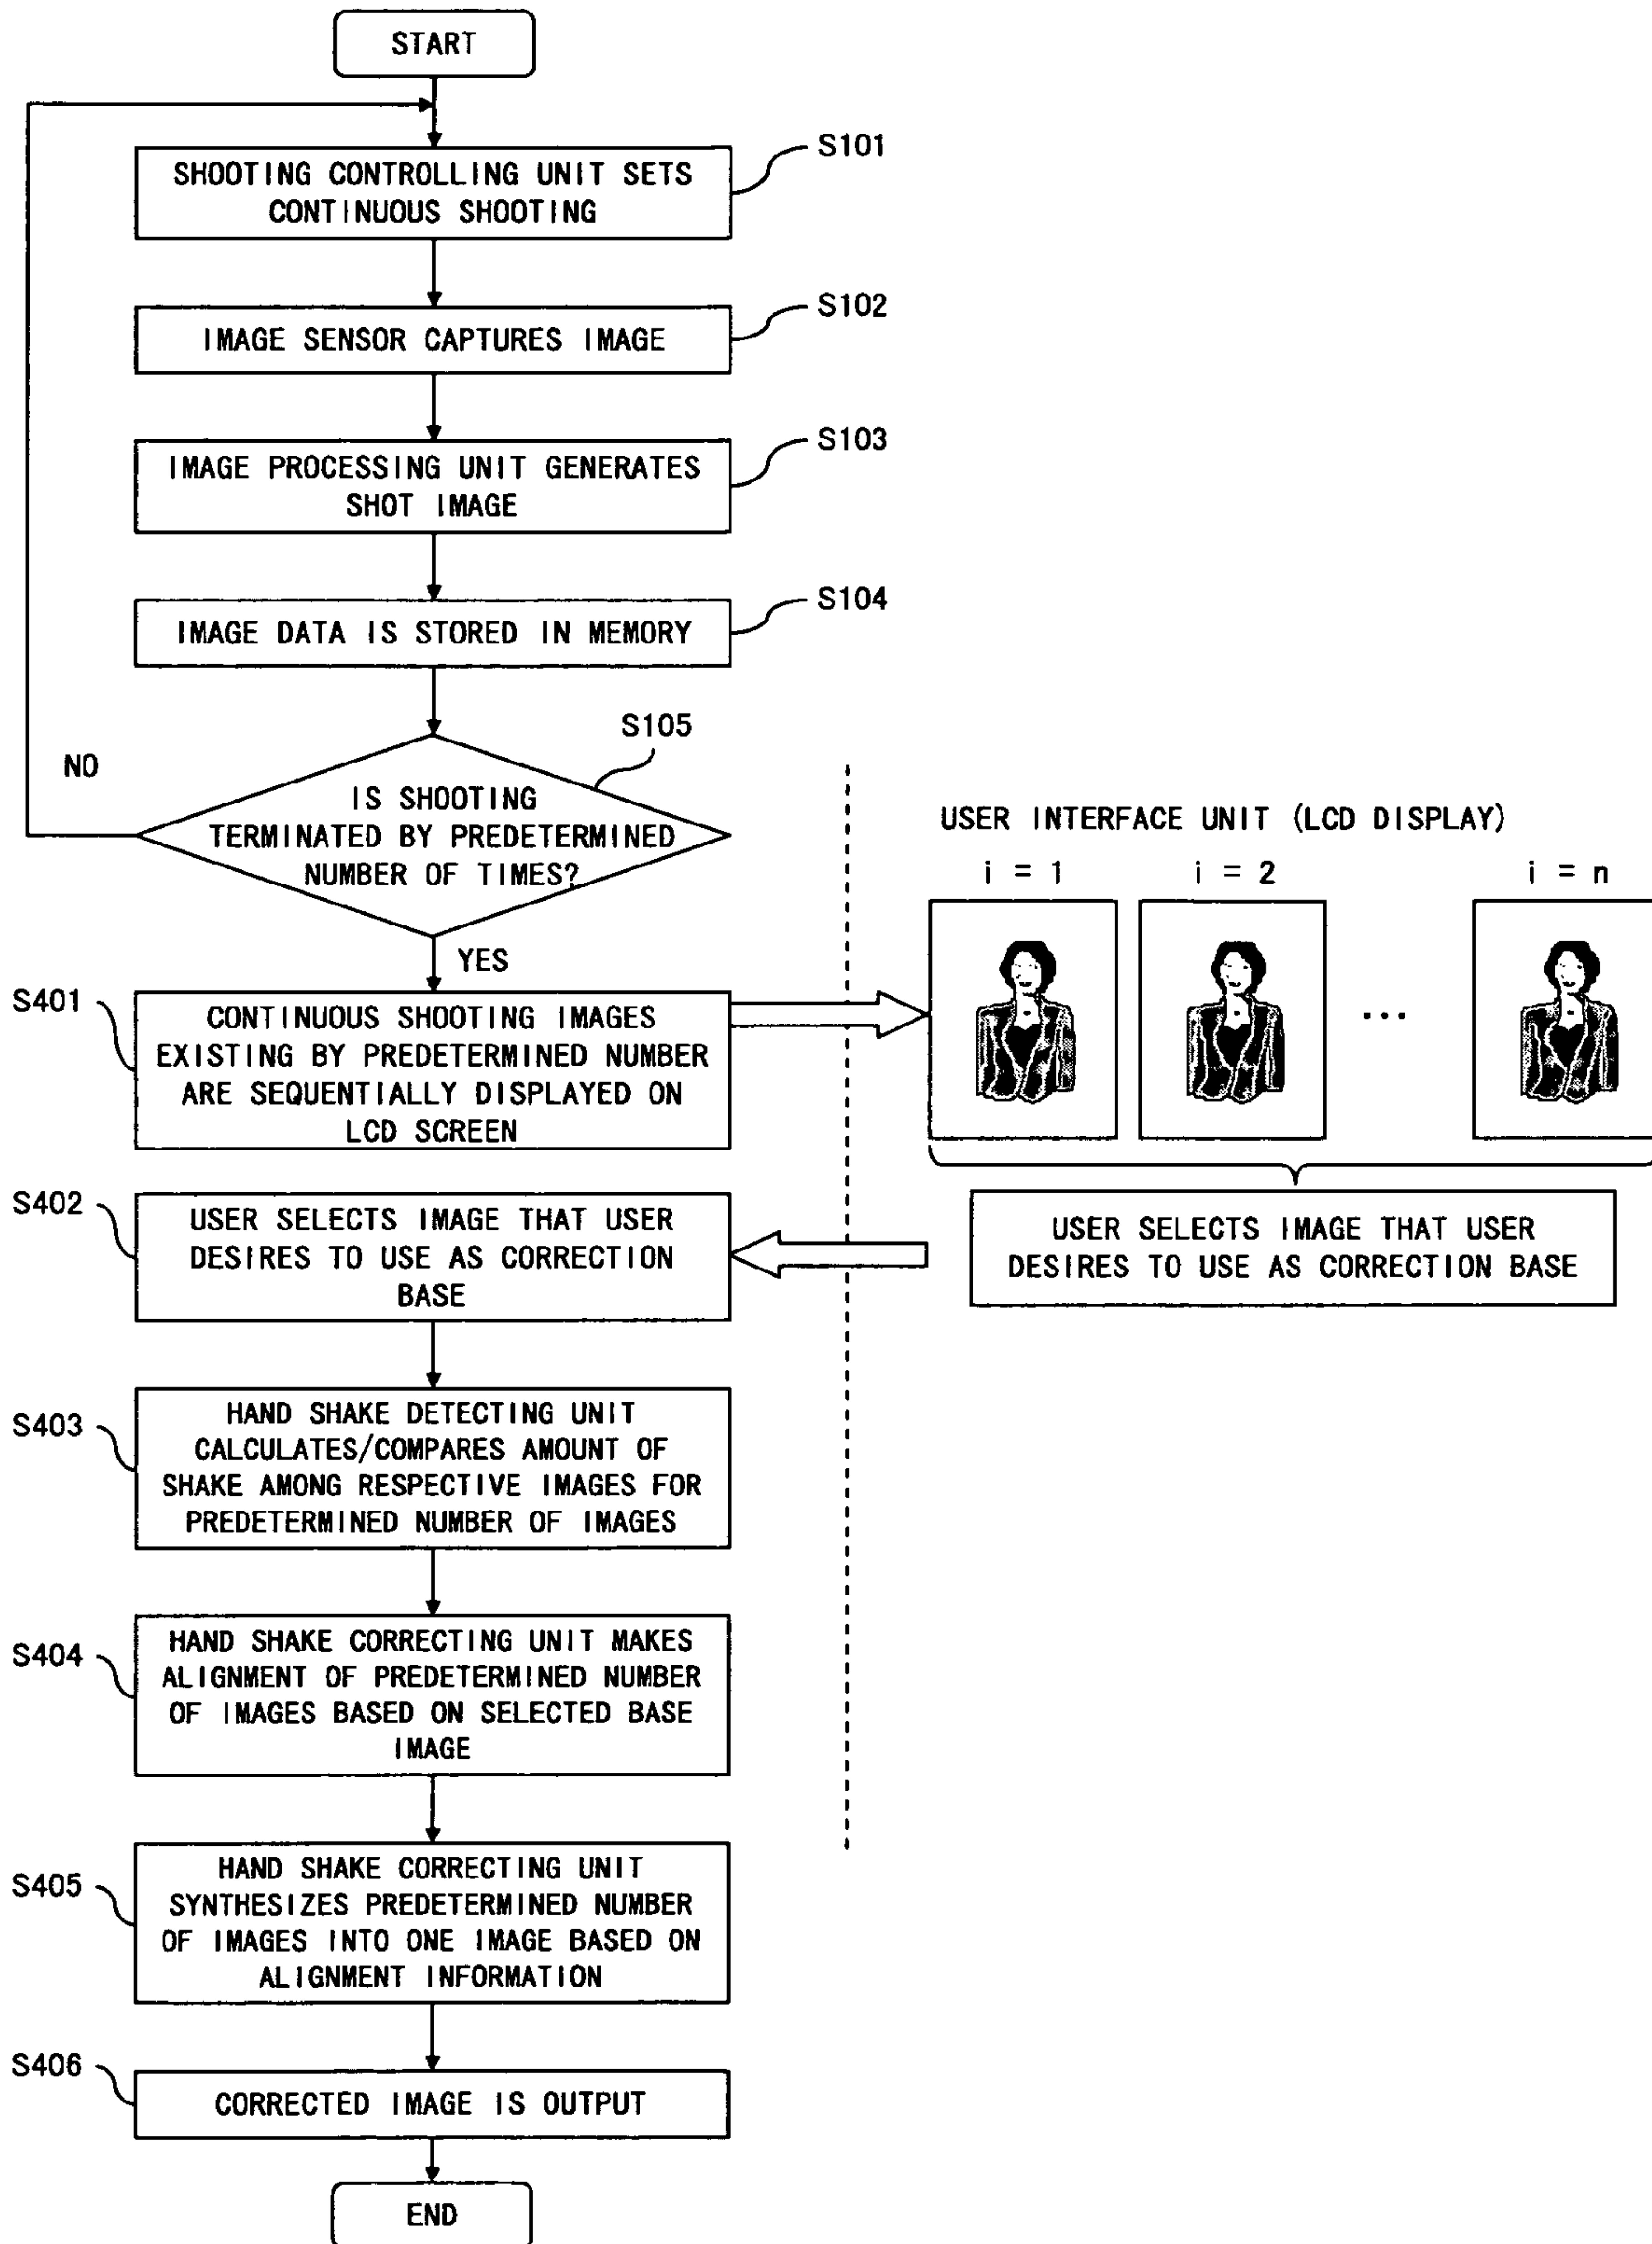 START
S101
SHOOTING CONTROLLING UNIT SETS
CONTINUOUS SHOOTING
S102
IMAGE SENSOR CAPTURES IMAGE
S103
IMAGE PROCESSING UNIT GENERATES
SHOT IMAGE
S104
IMAGE DATA IS STORED IN MEMORY
S105
NO
IS SHOOTING
TERMINATED BY PREDETERMINED
NUMBER OF TIMES?
YES
USER INTERFACE UNIT (LCD DISPLAY)
i = 1
i = 2
i = n
...
S401
CONTINUOUS SHOOTING IMAGES
EXISTING BY PREDETERMINED NUMBER
ARE SEQUENTIALLY DISPLAYED ON
LCD SCREEN
USER SELECTS IMAGE THAT USER
DESIRES TO USE AS CORRECTION BASE
S402
USER SELECTS IMAGE THAT USER
DESIRES TO USE AS CORRECTION
BASE
S403
HAND SHAKE DETECTING UNIT
CALCULATES/COMPARES AMOUNT OF
SHAKE AMONG RESPECTIVE IMAGES FOR
PREDETERMINED NUMBER OF IMAGES
S404
HAND SHAKE CORRECTING UNIT MAKES
ALIGNMENT OF PREDETERMINED NUMBER
OF IMAGES BASED ON SELECTED BASE
IMAGE
S405
HAND SHAKE CORRECTING UNIT
SYNTHESIZES PREDETERMINED NUMBER
OF IMAGES INTO ONE IMAGE BASED ON
ALIGNMENT INFORMATION
S406
CORRECTED IMAGE IS OUTPUT
END